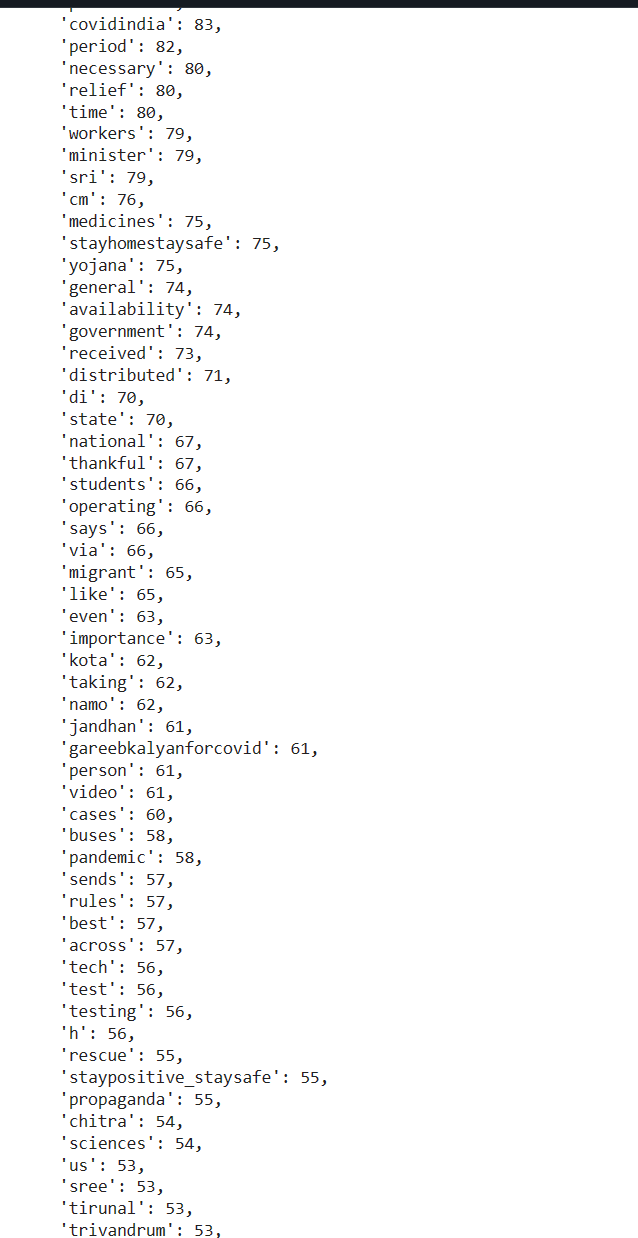 'covidindia': 83,
'period': 82,
'necessary': 80,
'relief': 80,
'time': 80,
'workers': 79,
'minister': 79,
'sri': 79,
'cm': 76,
'medicines': 75,
'stayhomestaysafe': 75,
'yojana': 75,
'general': 74,
'availability': 74,
'government': 74,
'received': 73,
'distributed': 71,
'di': 70,
'state': 70,
'national': 67,
'thankful': 67,
'students': 66,
'operating': 66,
'says': 66,
'via': 66,
'migrant': 65,
'like': 65,
'even': 63,
'importance': 63,
'kota': 62,
'taking': 62,
'namo': 62,
'jandhan': 61,
'gareebkalyanforcovid': 61,
'person': 61,
'video': 61,
'cases': 60,
'buses': 58,
'pandemic': 58,
'sends': 57,
'rules': 57,
'best': 57,
'across': 57,
'tech': 56,
'test': 56,
'testing': 56,
'h': 56,
'rescue': 55,
'staypositive_staysafe': 55,
'propaganda': 55,
'chitra': 54,
'sciences': 54,
'us': 53,
'sree': 53,
'tirunal': 53,
'trivandrum': 53,